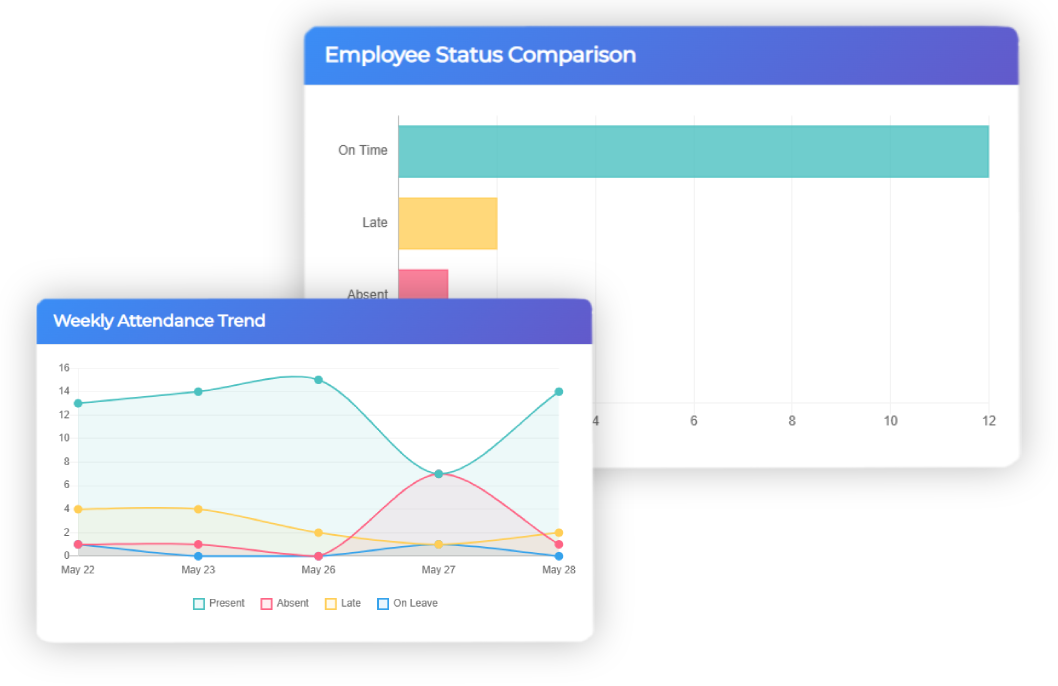 Employee Status Comparison
On Time
Late
Absent
4 6 8 10 12
Weekly Attendance Trend
16
14
12
10
8
6
4
2
0
May 22 May 23 May 26 May 27 May 28
Present Absent Late On Leave